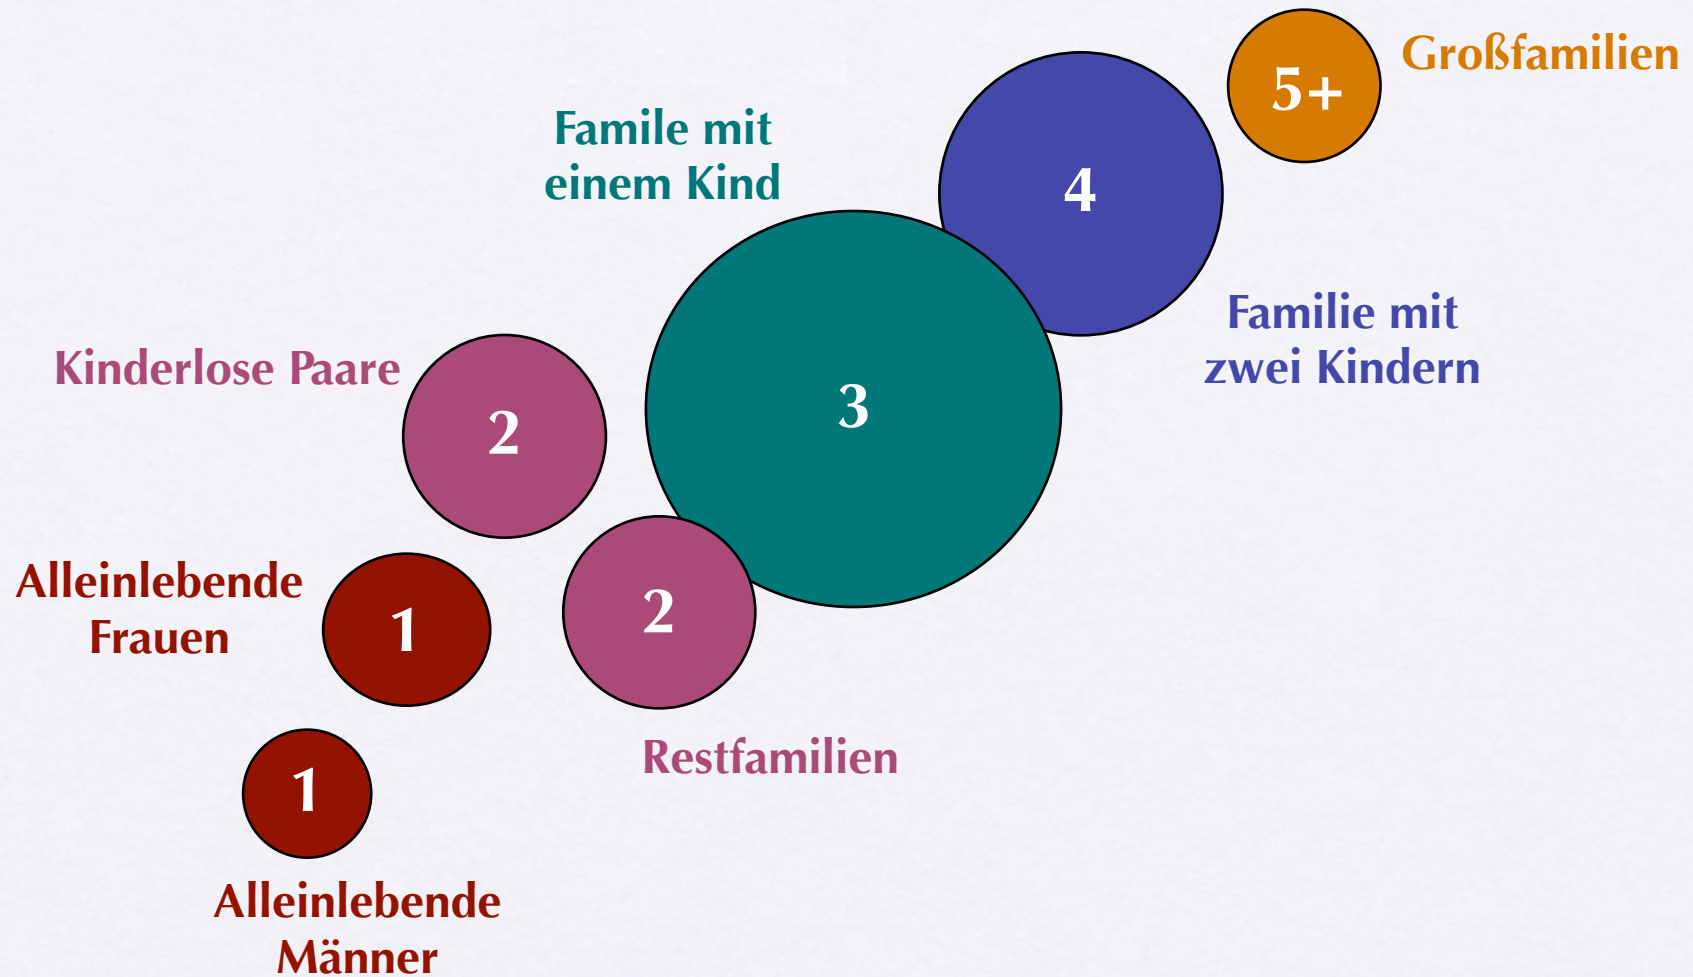 Großfamilien
5+
Famile mit
einem Kind
4
Familie mit
zwei Kindern
Kinderlose Paare
3
2
Alleinlebende
Frauen
1
2
Restfamilien
1
Alleinlebende
Männer